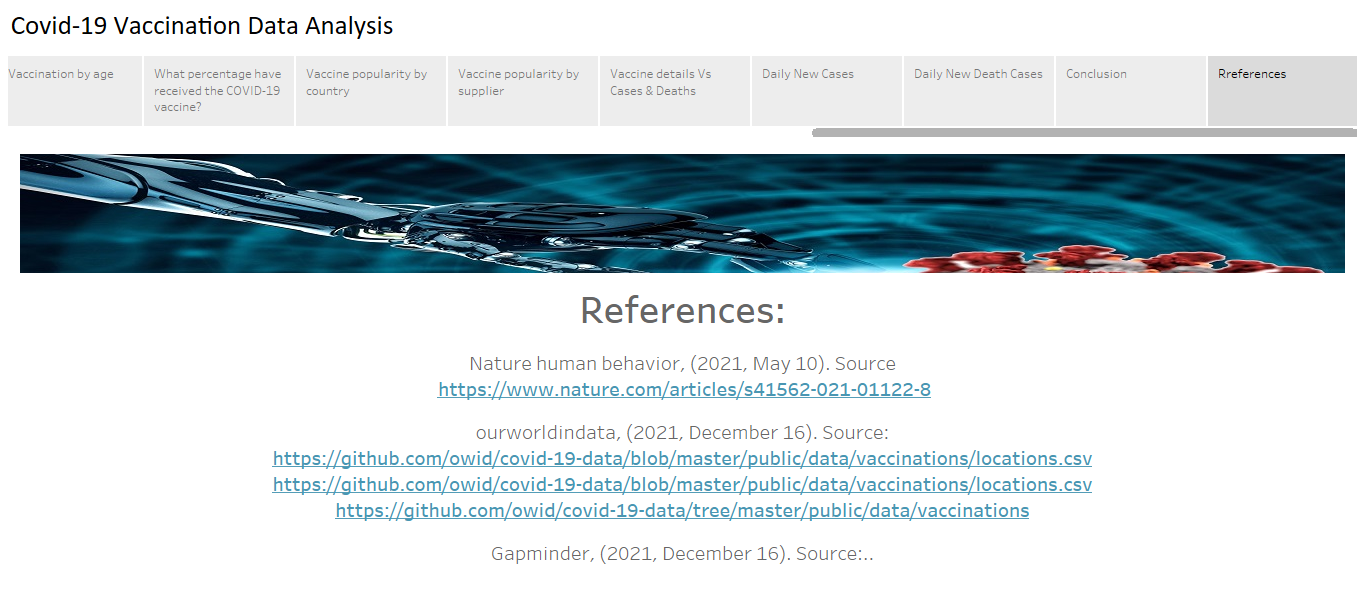 Covid-19 Vaccination Data Analysis
Vaccination by age
What percentage have
received the COVID-19
vaccine?
Vaccine popularity by
country
Vaccine popularity by
supplier
Vaccine details Vs
Cases & Deaths
Daily New Cases
Daily New Death Cases
Conclusion
Rreferences
References:
Nature human behavior, (2021, May 10). Source
https://www.nature.com/articles/s41562-021-01122-8
ourworldindata, (2021, December 16). Source:
https://github.com/owid/covid-19-data/blob/master/public/data/vaccinations/locations.csv
https://github.com/owid/covid-19-data/blob/master/public/data/vaccinations/locations.csv
https://github.com/owid/covid-19-data/tree/master/public/data/vaccinations
Gapminder, (2021, December 16). Source:..